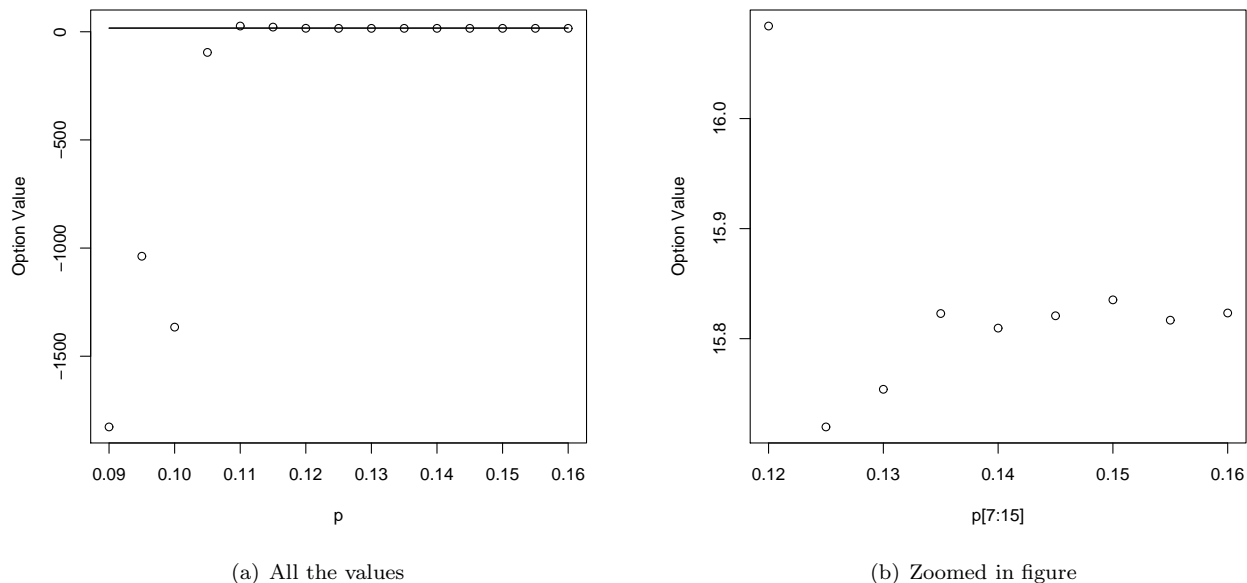 0
−500
−1000
−1500
Option Value
0.09 0.10 0.11 0.12 0.13 0.14 0.15 0.16
p
(a) All the values
16.0
15.9
15.8
Option Value
0.12 0.13 0.14 0.15 0.16
p[7:15]
(b) Zoomed in figure